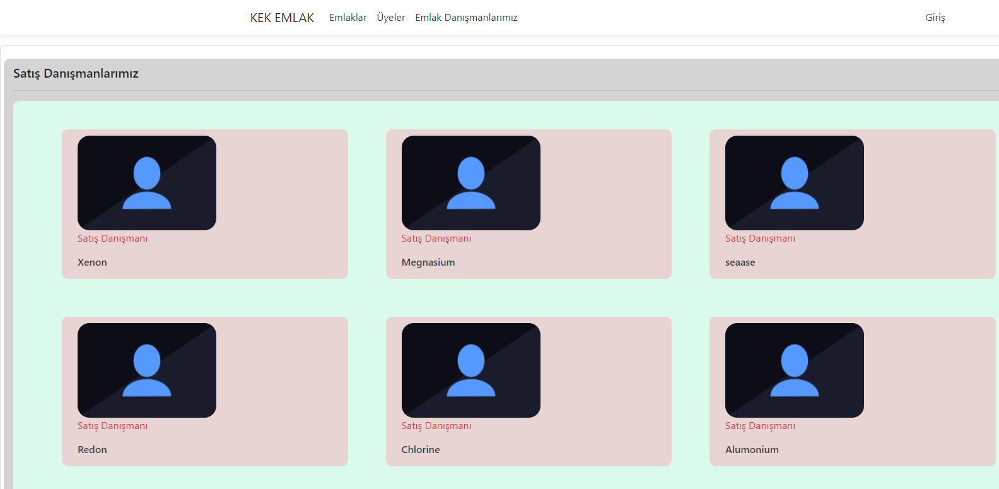 KEK EMLAK Emlaklar Üyeler Emlak Danışmanlarımız Giriş
Satış Danışmanlarımız
Satış Danışmanı
Xenon
Satış Danışmanı
Megnasium
Satış Danışmanı
seaase
Satış Danışmanı
Redon
Satış Danışmanı
Chlorine
Satış Danışmanı
Alumonium